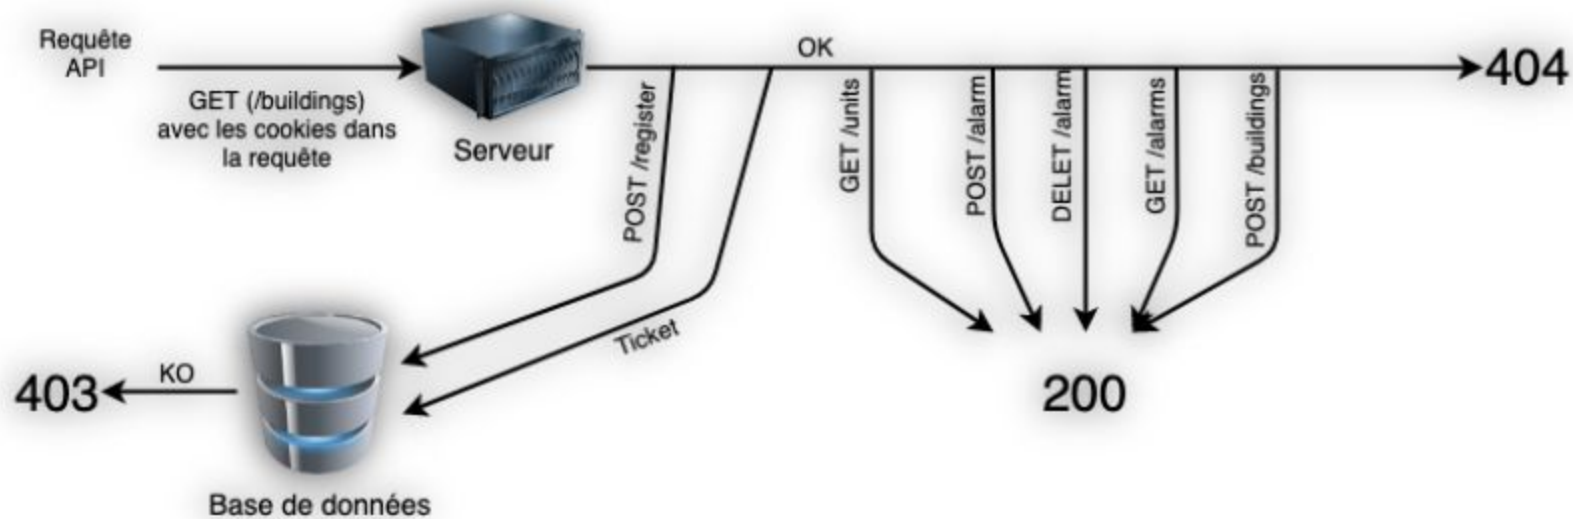 Requête
API
GET (/buildings)
avec les cookies dans
la requête
Serveur
OK
404
POST /register
Ticket
GET /units
POST /alarm
DELET /alarm
GET /alarms
POST /buildings
200
403
KO
Base de données